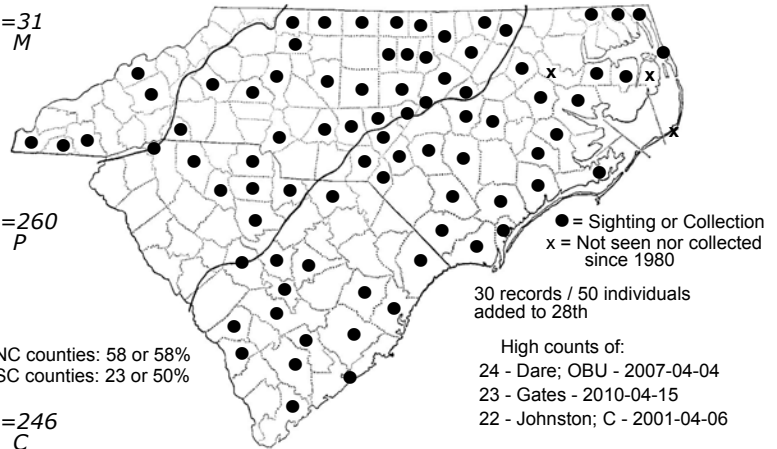 =31
M
=260
P
● = Sighting or Collection
x = Not seen nor collected
since 1980
30 records / 50 individuals
added to 28th
NC counties: 58 or 58%
SC counties: 23 or 50%
High counts of:
24 - Dare; OBU - 2007-04-04
23 - Gates - 2010-04-15
22 - Johnston; C - 2001-04-06
=246
C
x
x
x